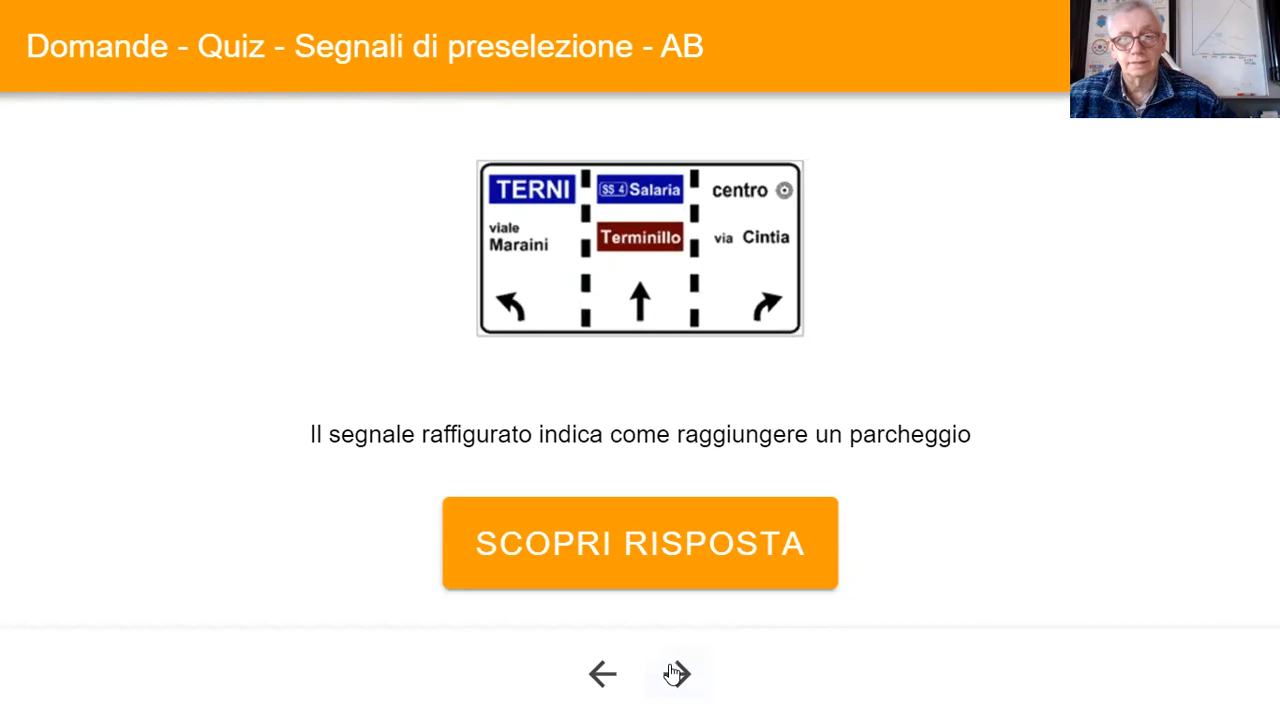 Domande - Quiz - Segnali di preselezione - AB
TERNI
viale
Maraini
SS 4 Salaria
Terminillo
centro
via Cintia
Il segnale raffigurato indica come raggiungere un parcheggio
SCOPRI RISPOSTA